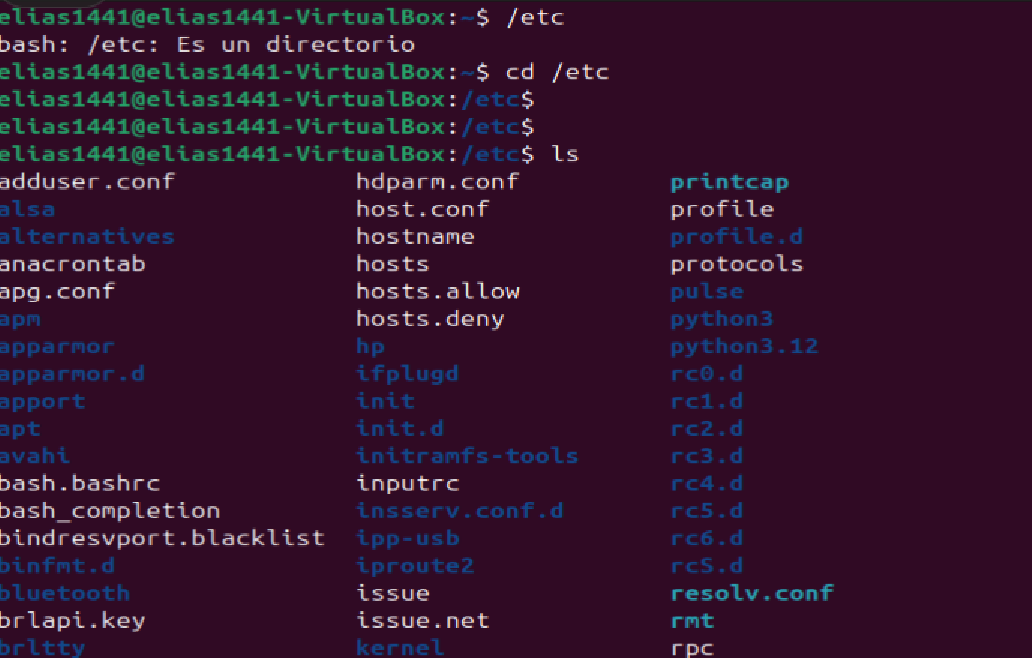 elias1441@elias1441-VirtualBox:~$ /etc
bash: /etc: Es un directorio
elias1441@elias1441-VirtualBox:~$ cd /etc
elias1441@elias1441-VirtualBox:/etc$
elias1441@elias1441-VirtualBox:/etc$
elias1441@elias1441-VirtualBox:/etc$ ls
adduser.conf hdparm.conf printcap
alsa host.conf profile
alternatives hostname profile.d
anacrontab hosts protocols
apg.conf hosts.allow pulse
apm hosts.deny python3
apparmor hp python3.12
apparmor.d ifplugd rc0.d
apport init rc1.d
apt init.d rc2.d
avahi initramfs-tools rc3.d
bash.bashrc inputrc rc4.d
bash_completion insserv.conf.d rc5.d
bindresvport.blacklist ipp-usb rc6.d
binfmt.d iproute2 rcS.d
bluetooth issue resolv.conf
brlapi.key issue.net rmt
brltty kernel rpc